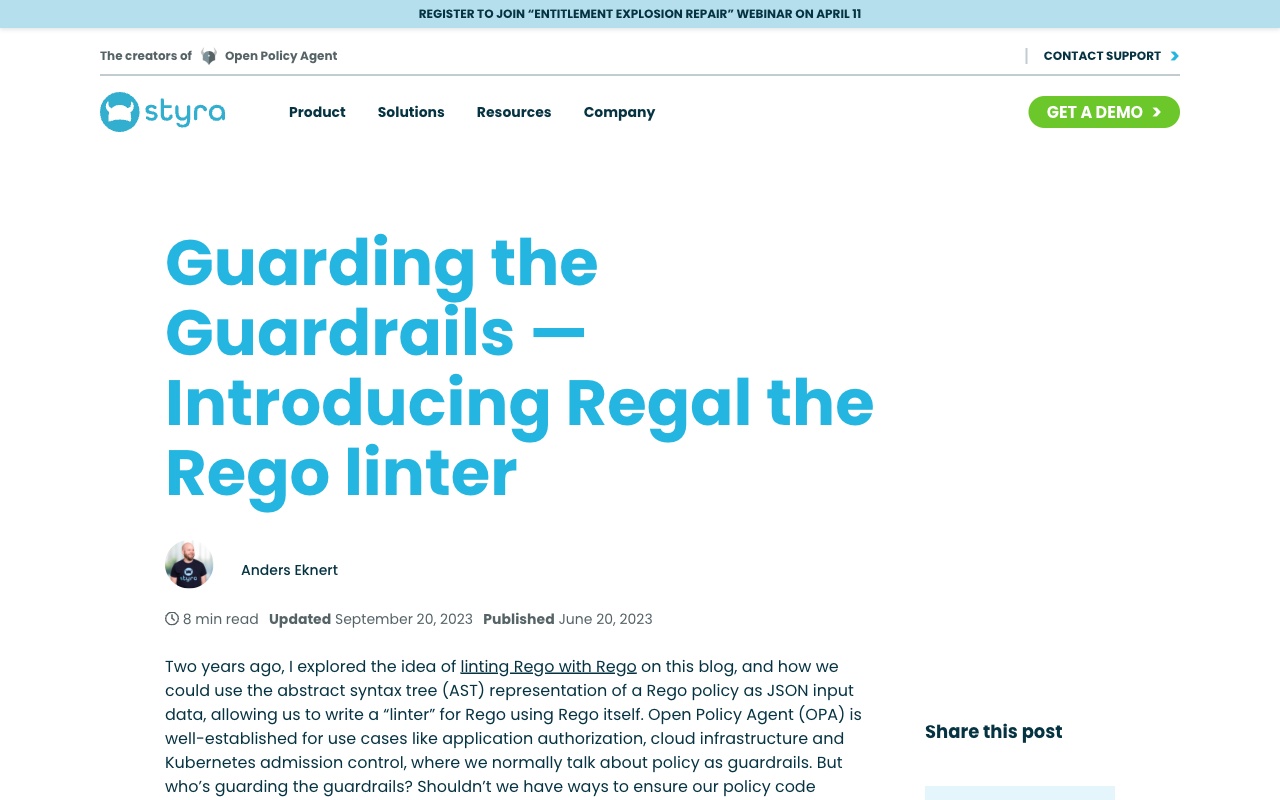 REGISTER TO JOIN “ENTITLEMENT EXPLOSION REPAIR” WEBINAR ON APRIL 11
The creators of Open Policy Agent
CONTACT SUPPORT
styra
Product Solutions Resources Company
GET A DEMO
Guarding the
Guardrails —
Introducing Regal the
Rego linter
Anders Eknert
8 min read Updated September 20, 2023 Published June 20, 2023
Two years ago, I explored the idea of linting Rego with Rego on this blog, and how we
could use the abstract syntax tree (AST) representation of a Rego policy as JSON input
data, allowing us to write a “linter” for Rego using Rego itself. Open Policy Agent (OPA) is
well-established for use cases like application authorization, cloud infrastructure and
Kubernetes admission control, where we normally talk about policy as guardrails. But
who’s guarding the guardrails? Shouldn’t we have ways to ensure our policy code
Share this post